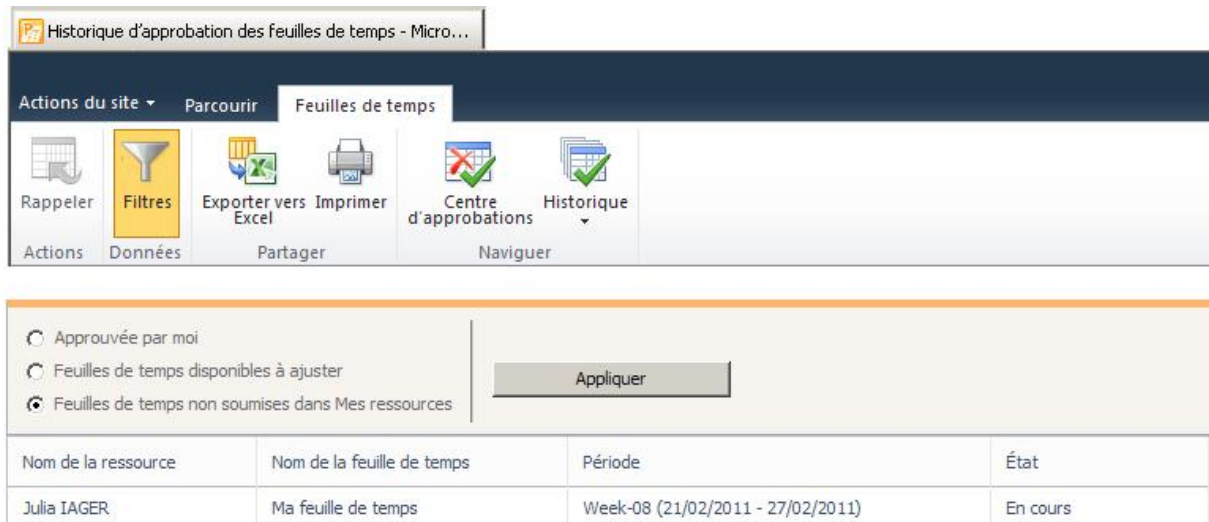 Historique d'approbation des feuilles de temps - Micro...
Actions du site Parcourir Feuilles de temps
Rappeler Filtres Exporter vers Excel Imprimer Centre d'approbations Historique
Actions Données Partager Naviguer
Approuvée par moi
Feuilles de temps disponibles à ajuster
Feuilles de temps non soumises dans Mes ressources
Appliquer
Nom de la ressource Nom de la feuille de temps Période État
Julia IAGER Ma feuille de temps Week-08 (21/02/2011 - 27/02/2011) En cours